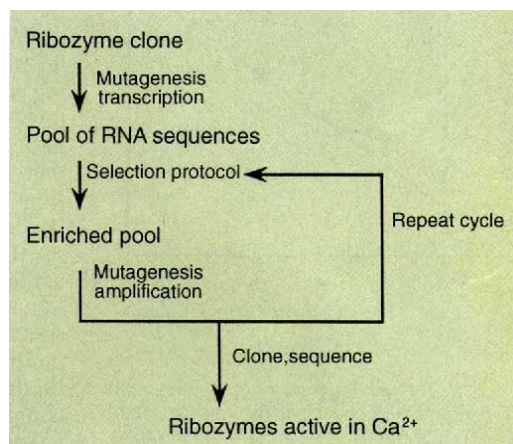 Ribozyme clone
Mutagenesis
transcription
Pool of RNA sequences
Selection protocol
Repeat cycle
Enriched pool
Mutagenesis
amplification
Clone,sequence
Ribozymes active in Ca²⁺